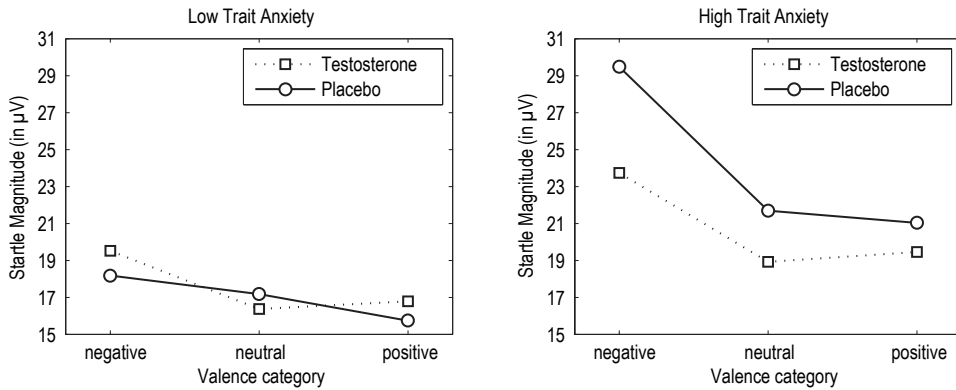 Low Trait Anxiety
31
29
27
25
23
21
19
17
15
Startle Magnitude (in µV)
Testosterone
Placebo
negative neutral positive
Valence category
High Trait Anxiety
31
29
27
25
23
21
19
17
15
Startle Magnitude (in µV)
Testosterone
Placebo
negative neutral positive
Valence category